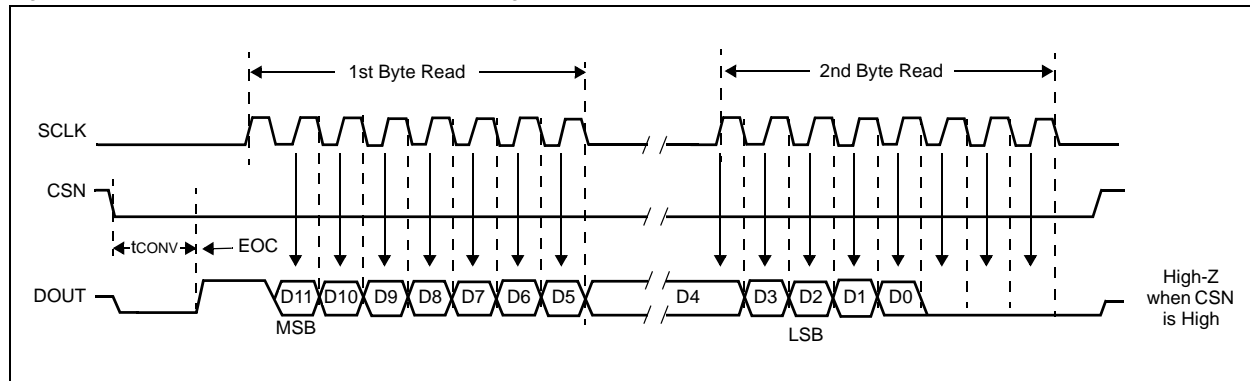 1st Byte Read
2nd Byte Read
SCLK
CSN
tCONV
EOC
DOUT
D11
D10
D9
D8
D7
D6
D5
D4
D3
D2
D1
D0
MSB
LSB
High-Z
when CSN
is High